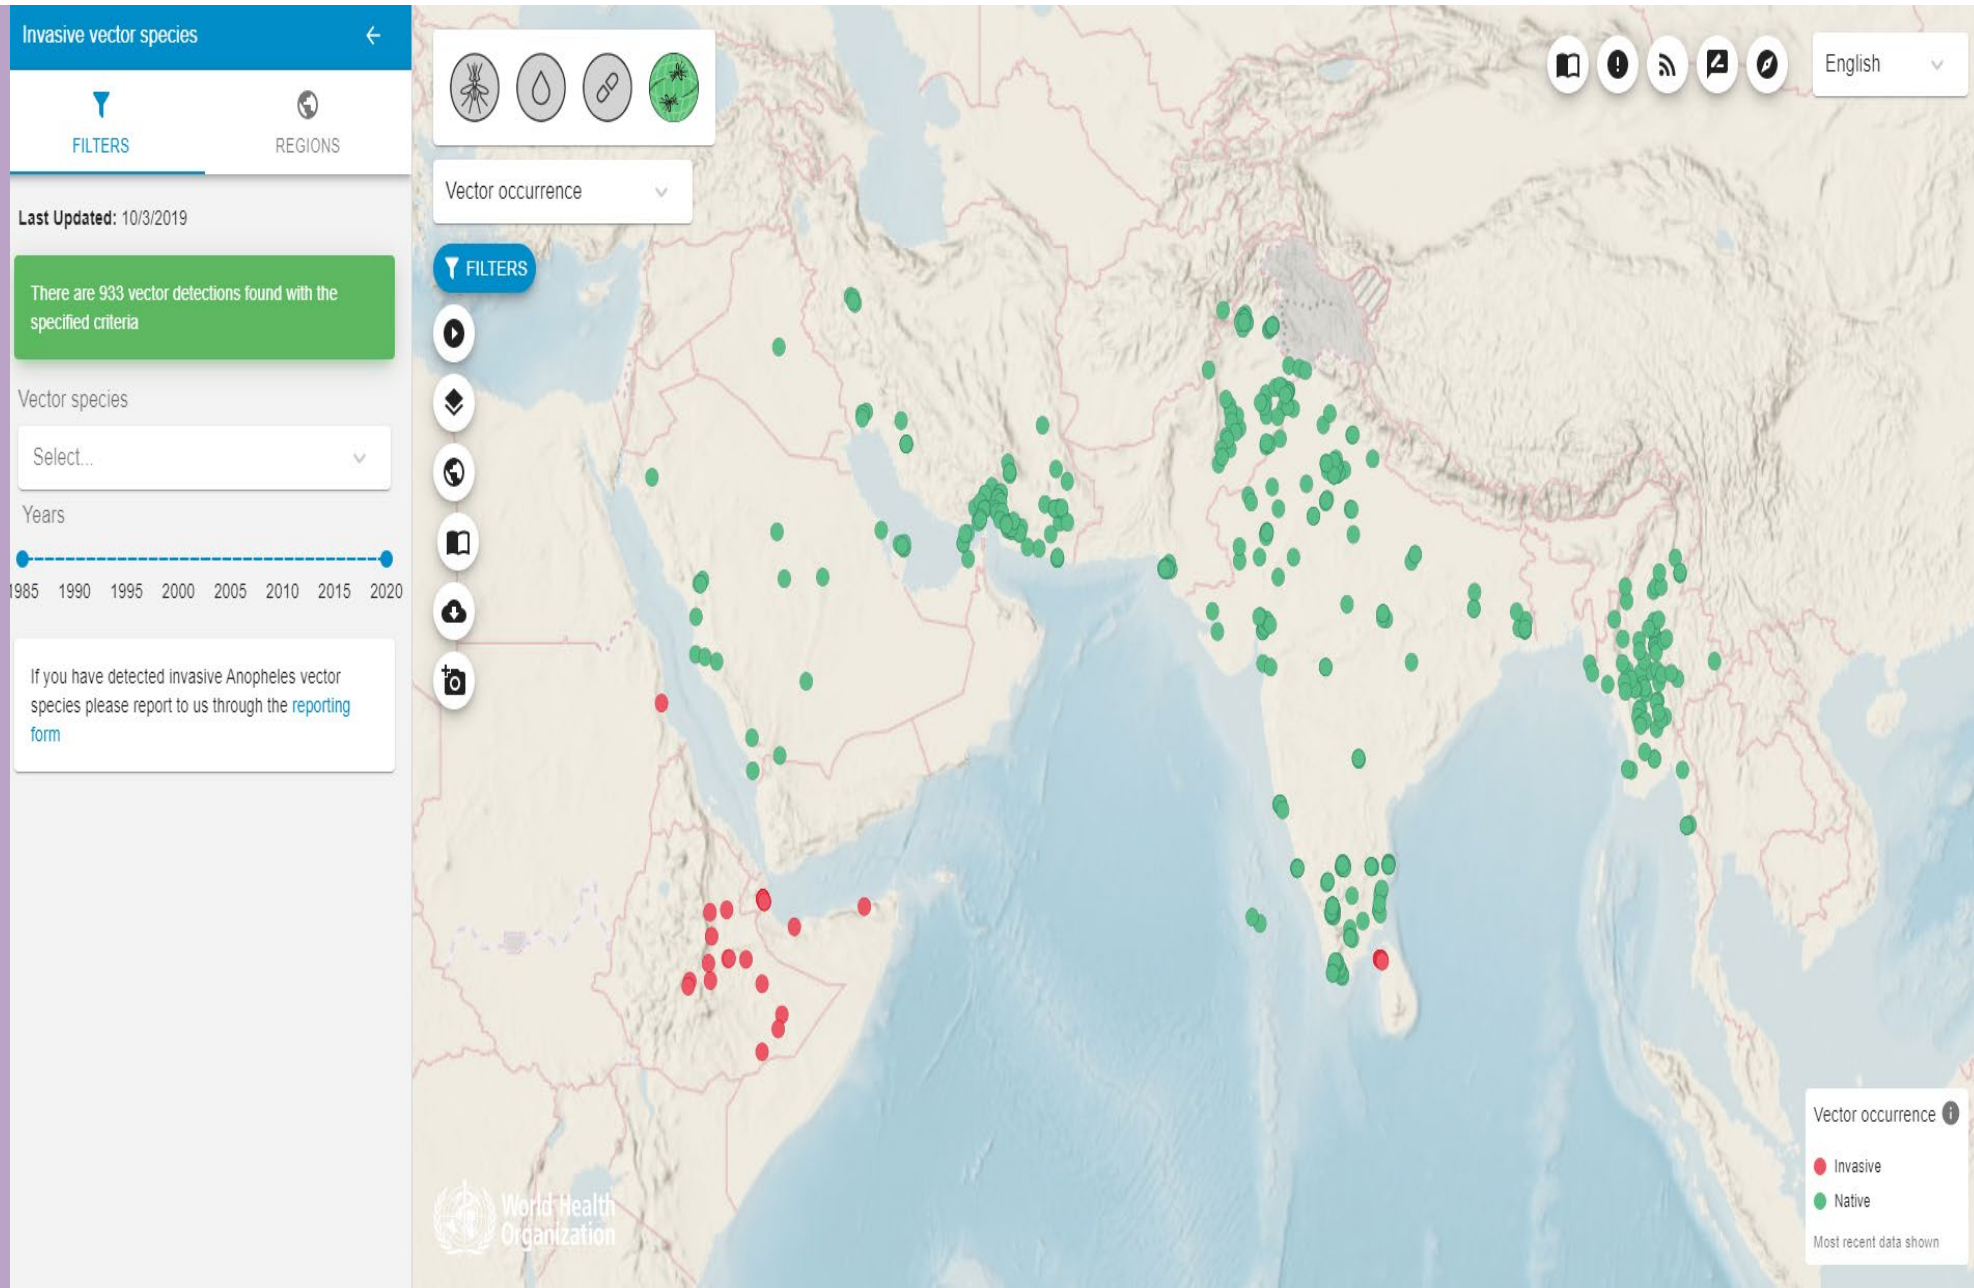 Invasive vector species
FILTERS
REGIONS
Last Updated: 10/3/2019
There are 933 vector detections found with the
specified criteria
Vector species
Select...
Years
1985 1990 1995 2000 2005 2010 2015 2020
If you have detected invasive Anopheles vector
species please report to us through the reporting
form
Vector occurrence
FILTERS
English
World Health
Organization
Vector occurrence
Invasive
Native
Most recent data shown